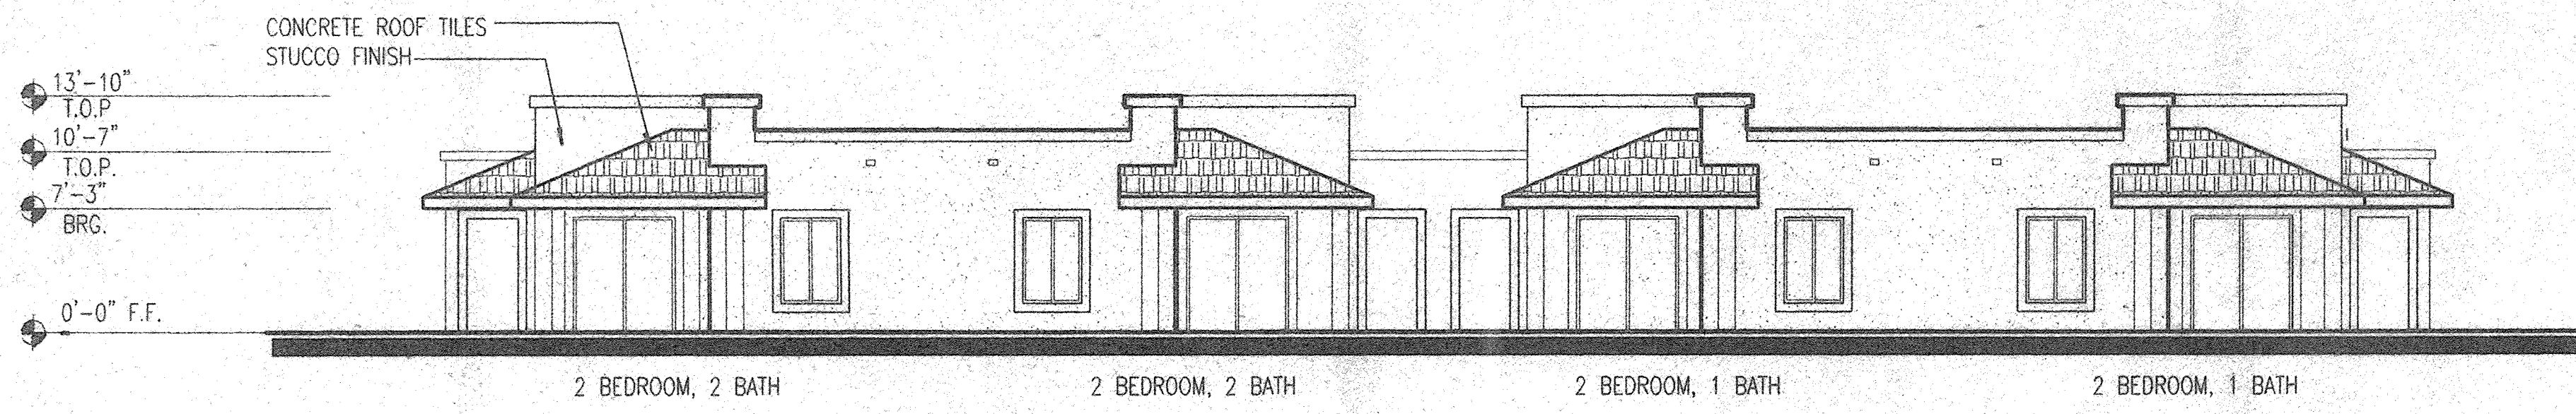 CONCRETE ROOF TILES
STUCCO FINISH
13'-10"
T.O.P
10'-7"
T.O.P.
7'-3"
BRG.
0'-0" F.F.
2 BEDROOM, 2 BATH
2 BEDROOM, 2 BATH
2 BEDROOM, 1 BATH
2 BEDROOM, 1 BATH